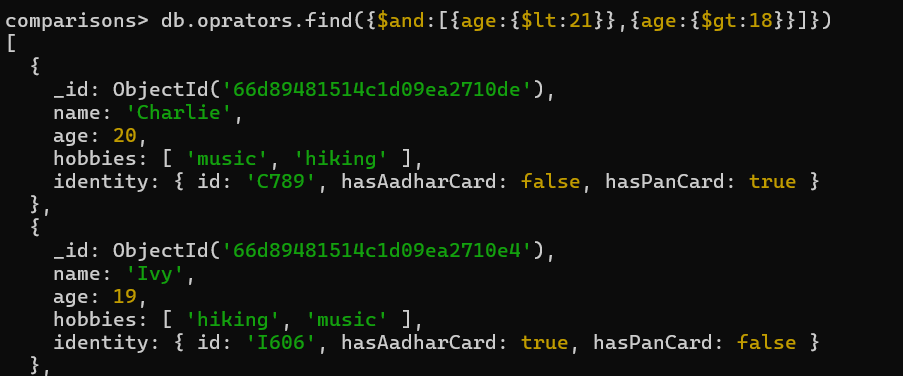 comparisons> db.oprators.find({$and:[{age:{$lt:21}},{age:{$gt:18}}]})
[
  {
    _id: ObjectId('66d89481514c1d09ea2710de'),
    name: 'Charlie',
    age: 20,
    hobbies: [ 'music', 'hiking' ],
    identity: { id: 'C789', hasAadharCard: false, hasPanCard: true }
  },
  {
    _id: ObjectId('66d89481514c1d09ea2710e4'),
    name: 'Ivy',
    age: 19,
    hobbies: [ 'hiking', 'music' ],
    identity: { id: 'I606', hasAadharCard: true, hasPanCard: false }
  },